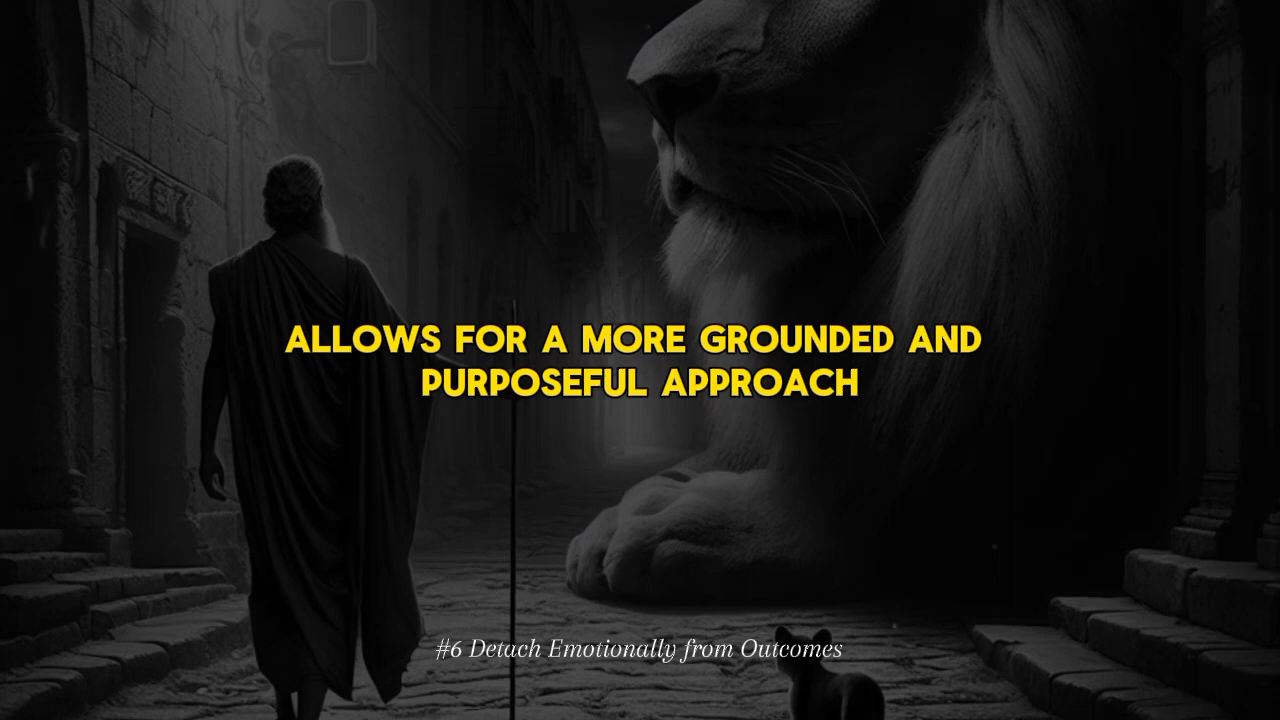 ALLOWS FOR A MORE GROUNDED AND
PURPOSEFUL APPROACH
#6 Detach Emotionally from Outcomes